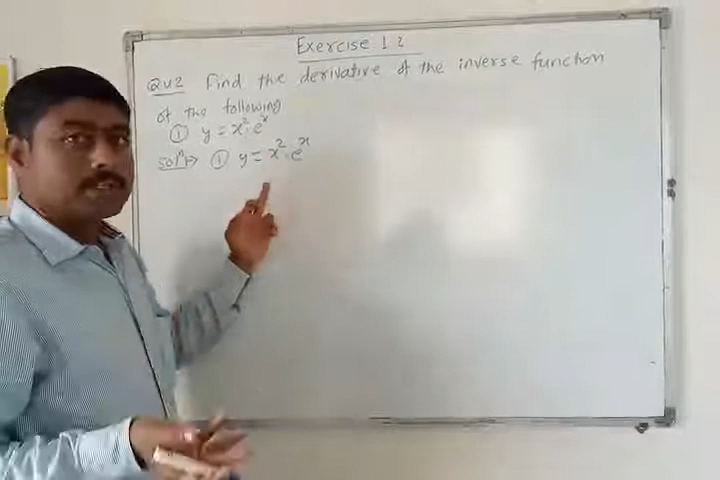 Exercise 1.2
Qu2 Find the derivative of the inverse function
of the following
① y = x².eˣ
Solⁿ⇒ ① y = x².eˣ